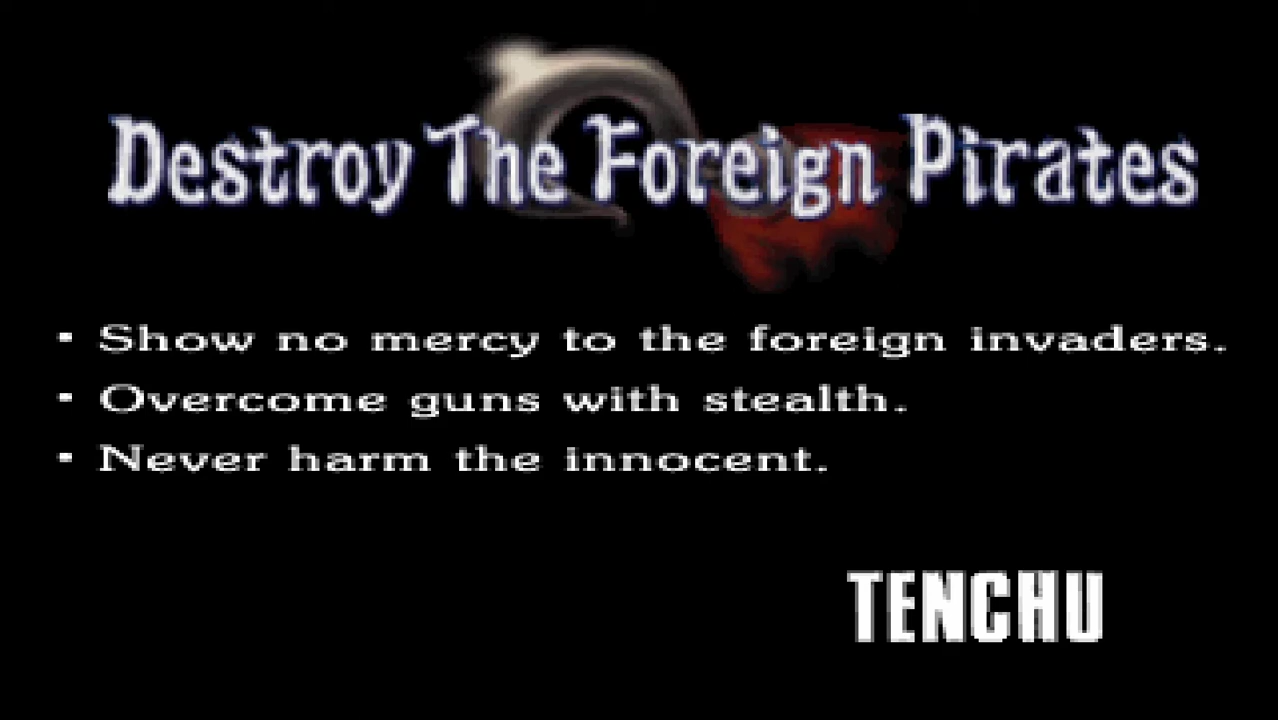 Destroy The Foreign Pirates
▪ Show no mercy to the foreign invaders.
▪ Overcome guns with stealth.
▪ Never harm the innocent.
TENCHU